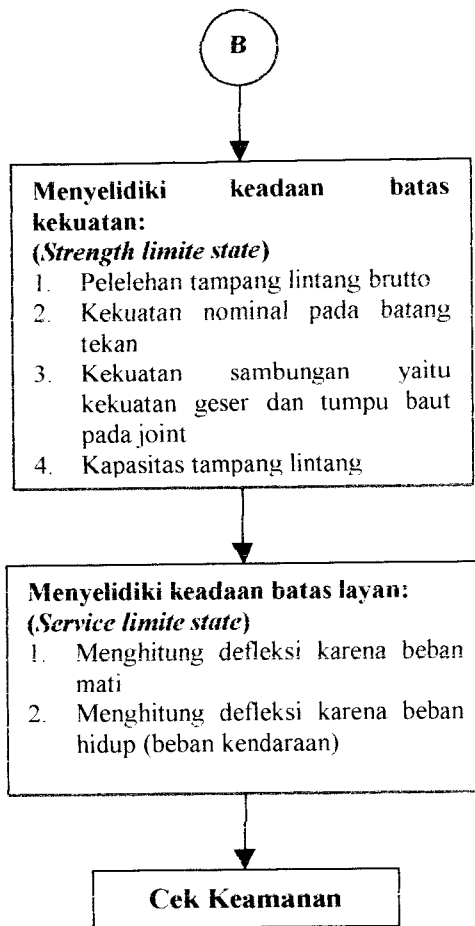 B
Menyelidiki keadaan batas
kekuatan:
(Strength limite state)
1. Pelelehan tampang lintang brutto
2. Kekuatan nominal pada batang
tekan
3. Kekuatan sambungan yaitu
kekuatan geser dan tumpu baut
pada joint
4. Kapasitas tampang lintang
Menyelidiki keadaan batas layan:
(Service limite state)
1. Menghitung defleksi karena beban
mati
2. Menghitung defleksi karena beban
hidup (beban kendaraan)
Cek Keamanan